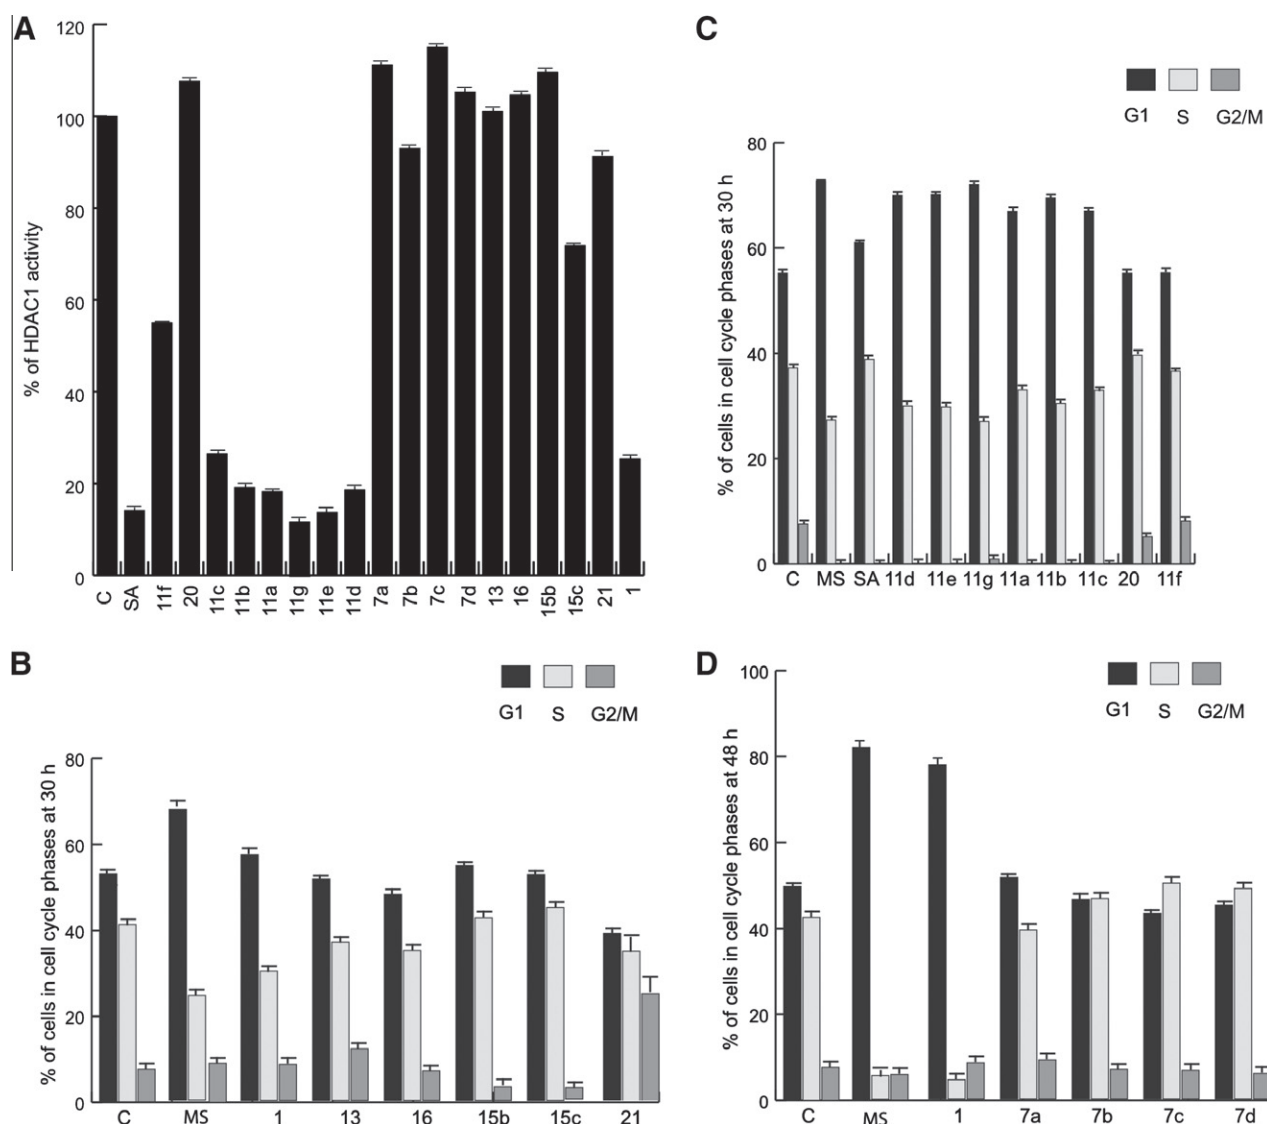 A
120
100
80
60
40
20
0
% of HDAC1 activity
C SA 11f 20 11c 11b 11a 11g 11e 11d 7a 7b 7c 7d 13 16 15b 15c 21 1
C
G1 S G2/M
80
60
40
20
0
% of cells in cell cycle phases at 30 h
C MS SA 11d 11e 11g 11a 11b 11c 20 11f
B
G1 S G2/M
80
60
40
20
0
% of cells in cell cycle phases at 30 h
C MS 1 13 16 15b 15c 21
D
G1 S G2/M
100
80
60
40
20
0
% of cells in cell cycle phases at 48 h
C MS 1 7a 7b 7c 7d